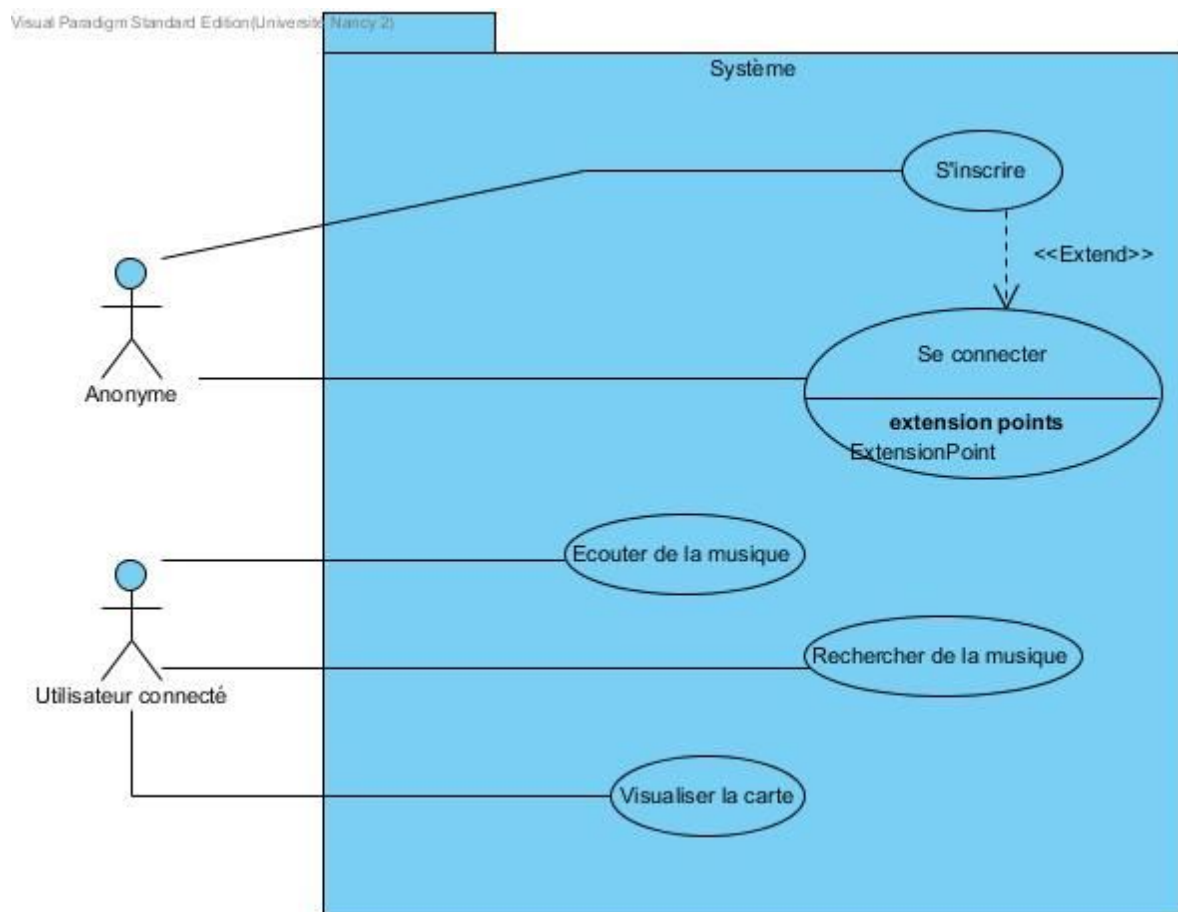 Visual Paradigm Standard Edition(Université Nancy 2)
Système
S'inscrire
<<Extend>>
Se connecter
extension points
ExtensionPoint
Anonyme
Ecouter de la musique
Rechercher de la musique
Utilisateur connecté
Visualiser la carte